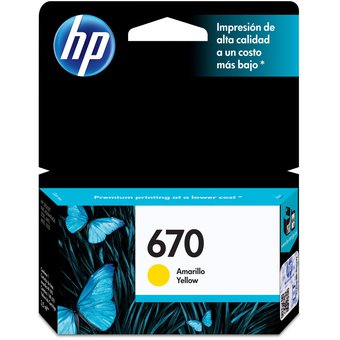 hp
Impresión de
alta calidad
a un costo
más bajo*
Premium printing at a lower cost*
670
Amarillo
Yellow